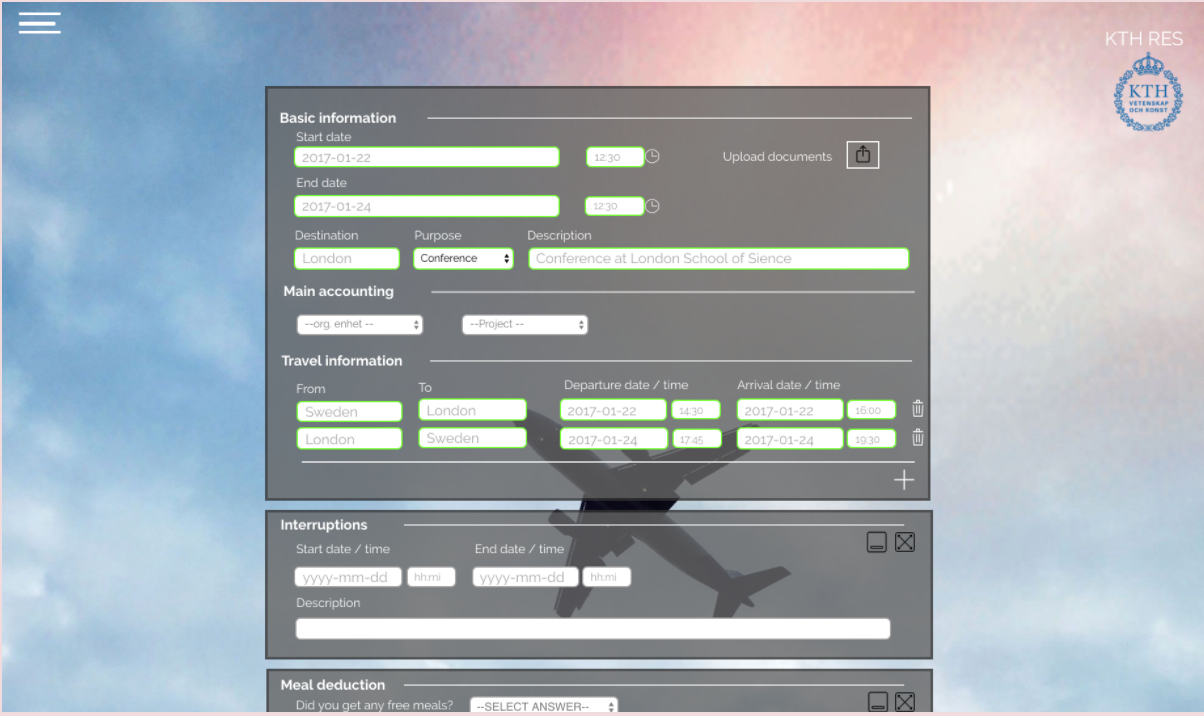 KTH RES
KTH
VETENSKAP
OCH KONST
Basic information
Start date
2017-01-22 12:30 Upload documents
End date
2017-01-24 12:30
Destination Purpose Description
London Conference Conference at London School of Sience
Main accounting
--org. enhet -- --Project --
Travel information
From To Departure date / time Arrival date / time
Sweden London 2017-01-22 14:30 2017-01-22 16:00
London Sweden 2017-01-24 17:45 2017-01-24 19:30
Interruptions
Start date / time End date / time
yyyy-mm-dd hh:mi yyyy-mm-dd hh:mi
Description
Meal deduction
Did you get any free meals? --SELECT ANSWER--